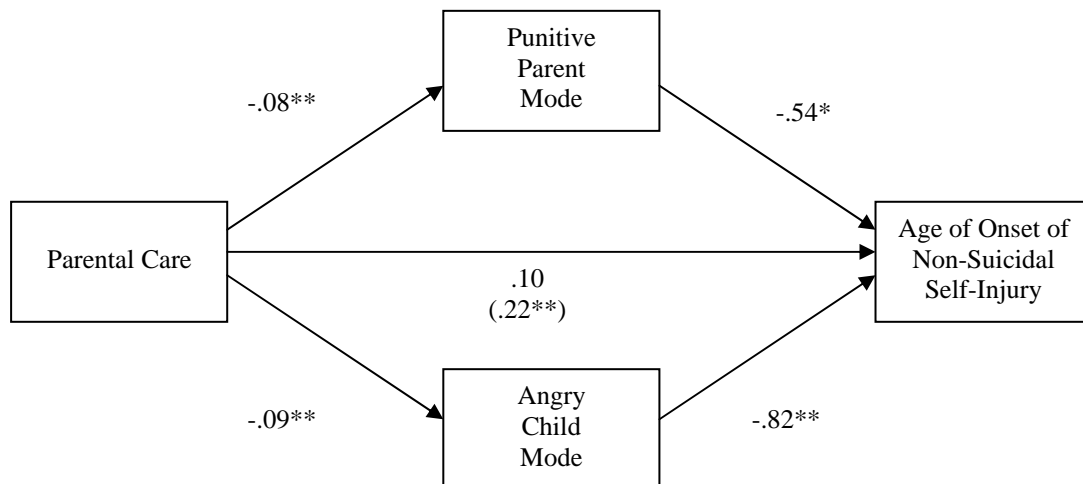 Punitive
Parent
Mode
-.08**
-.54*
Parental Care
Age of Onset of
Non-Suicidal
Self-Injury
.10
(.22**)
-.09**
Angry
Child
Mode
-.82**